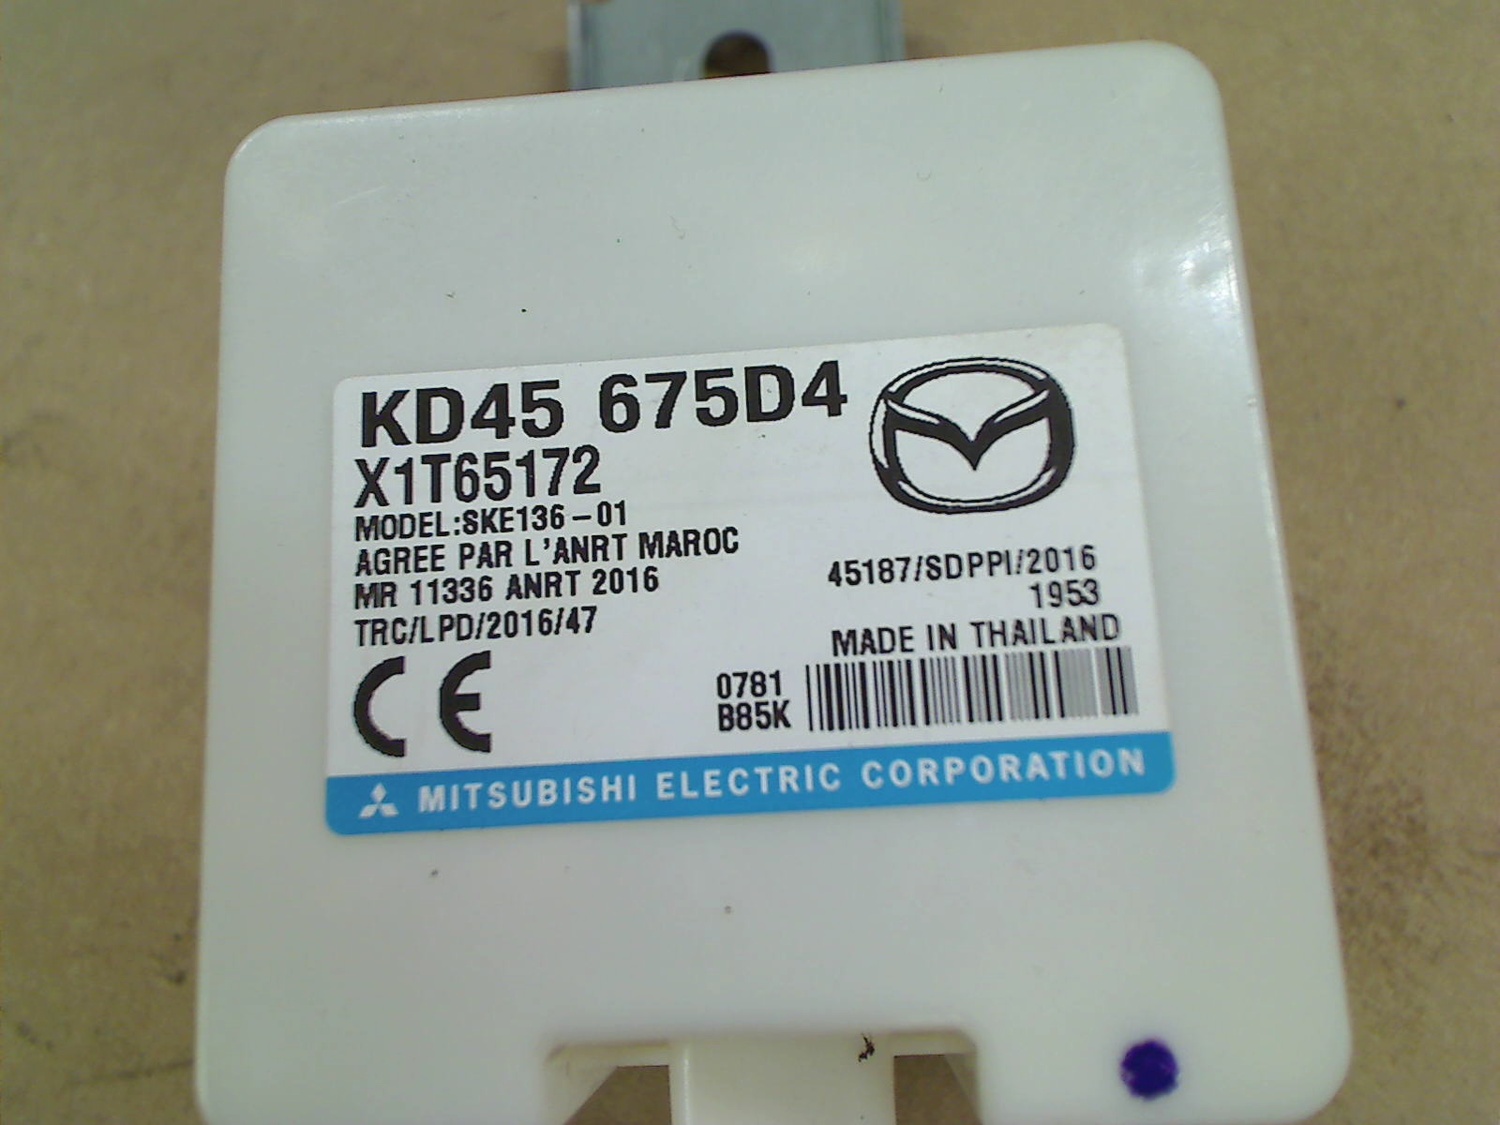 KD45 675D4
X1T65172
MODEL:SKE136-01
AGREE PAR L'ANRT MAROC
MR 11336 ANRT 2016
TRC/LPD/2016/47
CE
45187/SDPPI/2016
1953
MADE IN THAILAND
0781
B85K
MITSUBISHI ELECTRIC CORPORATION